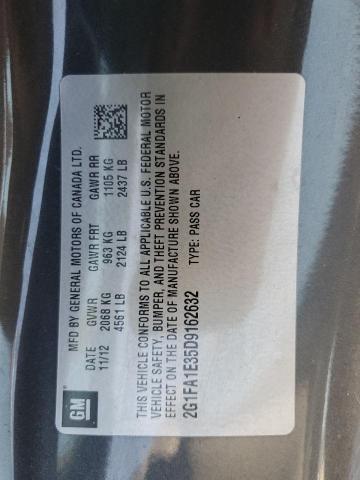 GM
MFD BY GENERAL MOTORS OF CANADA LTD.
DATE GVWR GAWR FRT GAWR RR
11/12 2068 KG 963 KG 1105 KG
4561 LB 2124 LB 2437 LB
THIS VEHICLE CONFORMS TO ALL APPLICABLE U.S. FEDERAL MOTOR
VEHICLE SAFETY, BUMPER, AND THEFT PREVENTION STANDARDS IN
EFFECT ON THE DATE OF MANUFACTURE SHOWN ABOVE.
2G1FA1E35D9162632 TYPE: PASS CAR